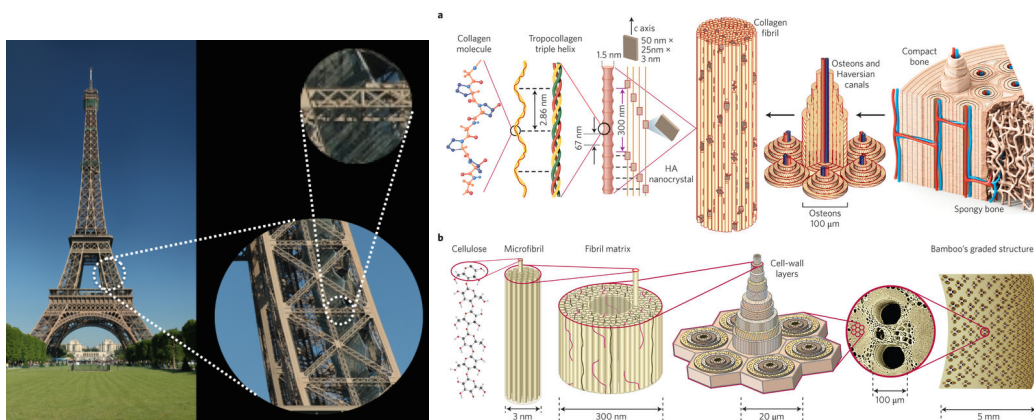 a
Collagen
molecule
Tropocollagen
triple helix
1.5 nm
c axis
50 nm ×
25nm ×
3 nm
Collagen
fibril
Osteons and
Haversian
canals
Compact
bone
2.86 nm
67 nm
300 nm
HA
nanocrystal
Osteons
100 μm
Spongy bone
b
Cellulose
Microfibril
Fibril matrix
Cell-wall
layers
Bamboo's graded structure
3 nm
300 nm
20 μm
100 μm
5 mm